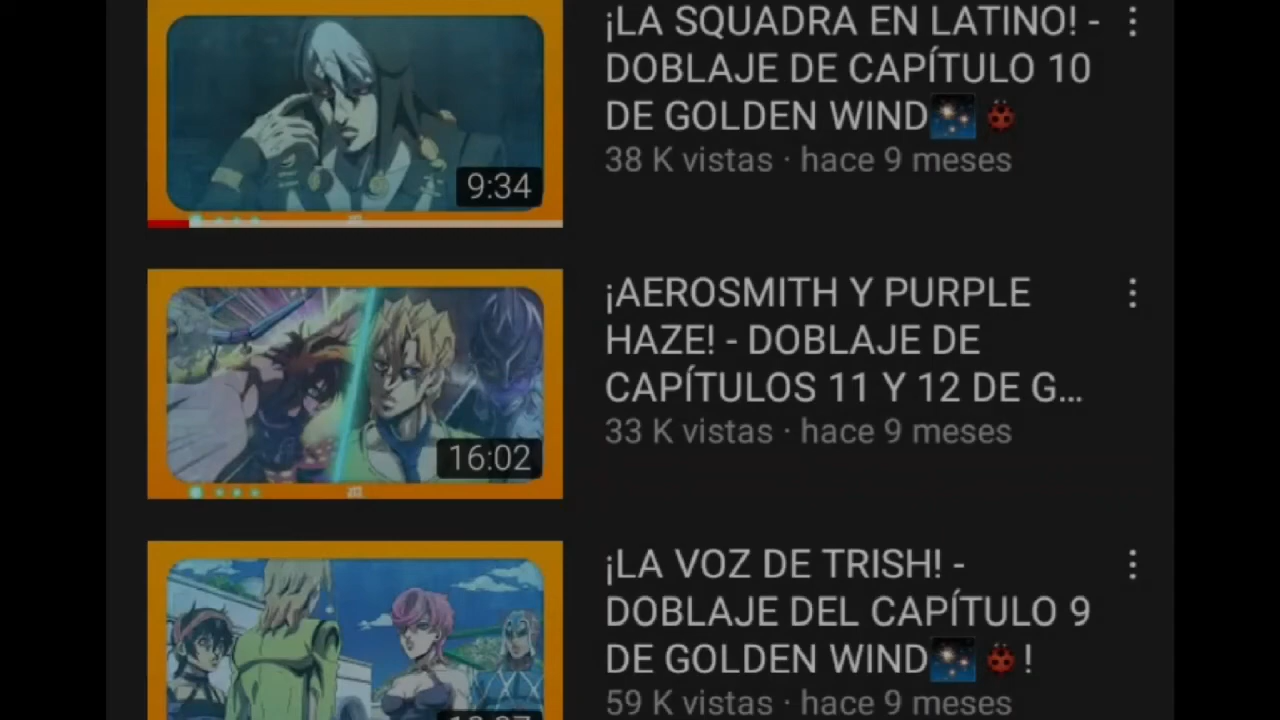 ¡LA SQUADRA EN LATINO! -
DOBLAJE DE CAPÍTULO 10
DE GOLDEN WIND🎇🐞
38 K vistas · hace 9 meses
9:34
¡AEROSMITH Y PURPLE
HAZE! - DOBLAJE DE
CAPÍTULOS 11 Y 12 DE G...
33 K vistas · hace 9 meses
16:02
¡LA VOZ DE TRISH! -
DOBLAJE DEL CAPÍTULO 9
DE GOLDEN WIND🎇🐞!
59 K vistas · hace 9 meses